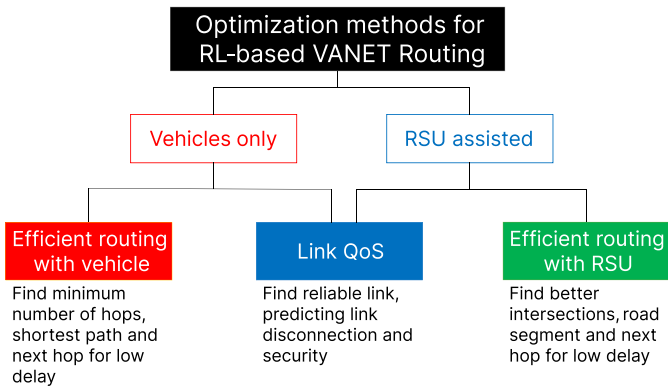 Optimization methods for
RL-based VANET Routing
Vehicles only
RSU assisted
Efficient routing
with vehicle
Link QoS
Efficient routing
with RSU
Find minimum
number of hops,
shortest path and
next hop for low
delay
Find reliable link,
predicting link
disconnection and
security
Find better
intersections, road
segment and next
hop for low delay